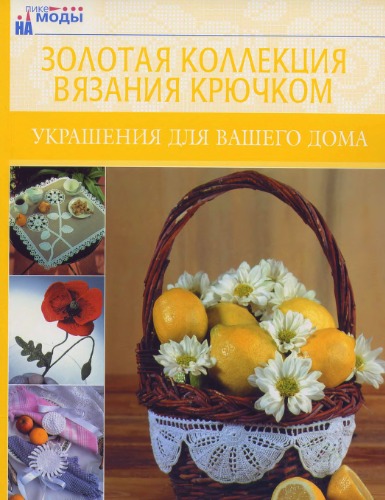 НА
пике
МОДЫ
ЗОЛОТАЯ КОЛЛЕКЦИЯ
ВЯЗАНИЯ КРЮЧКОМ
УКРАШЕНИЯ ДЛЯ ВАШЕГО ДОМА